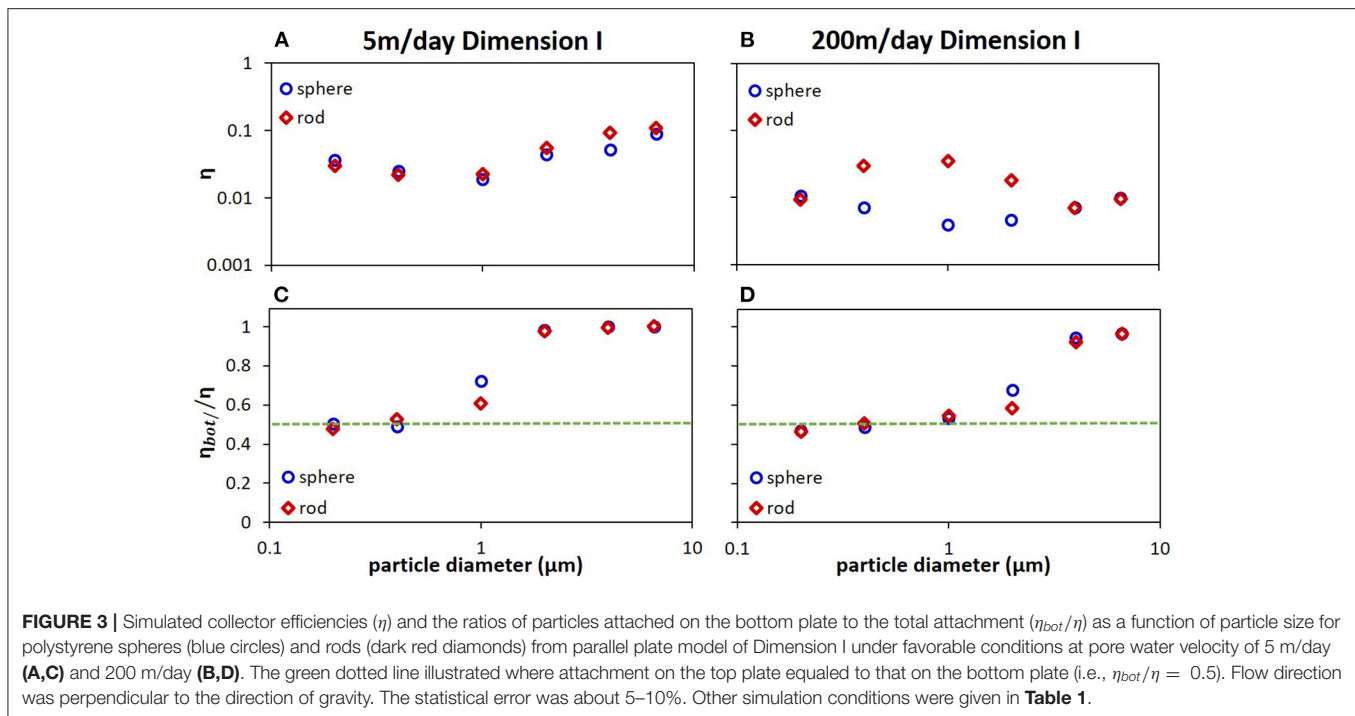 5m/day Dimension I
200m/day Dimension I
A
B
η
1
0.1
0.01
0.001
sphere
rod
sphere
rod
C
D
ηbot/η
1
0.8
0.6
0.4
0.2
0
sphere
rod
sphere
rod
0.1
1
10
0.1
1
10
particle diameter (µm)
particle diameter (µm)
FIGURE 3 | Simulated collector efficiencies (η) and the ratios of particles attached on the bottom plate to the total attachment (ηbot/η) as a function of particle size for
polystyrene spheres (blue circles) and rods (dark red diamonds) from parallel plate model of Dimension I under favorable conditions at pore water velocity of 5 m/day
(A,C) and 200 m/day (B,D). The green dotted line illustrated where attachment on the top plate equaled to that on the bottom plate (i.e., ηbot/η = 0.5). Flow direction
was perpendicular to the direction of gravity. The statistical error was about 5–10%. Other simulation conditions were given in Table 1.